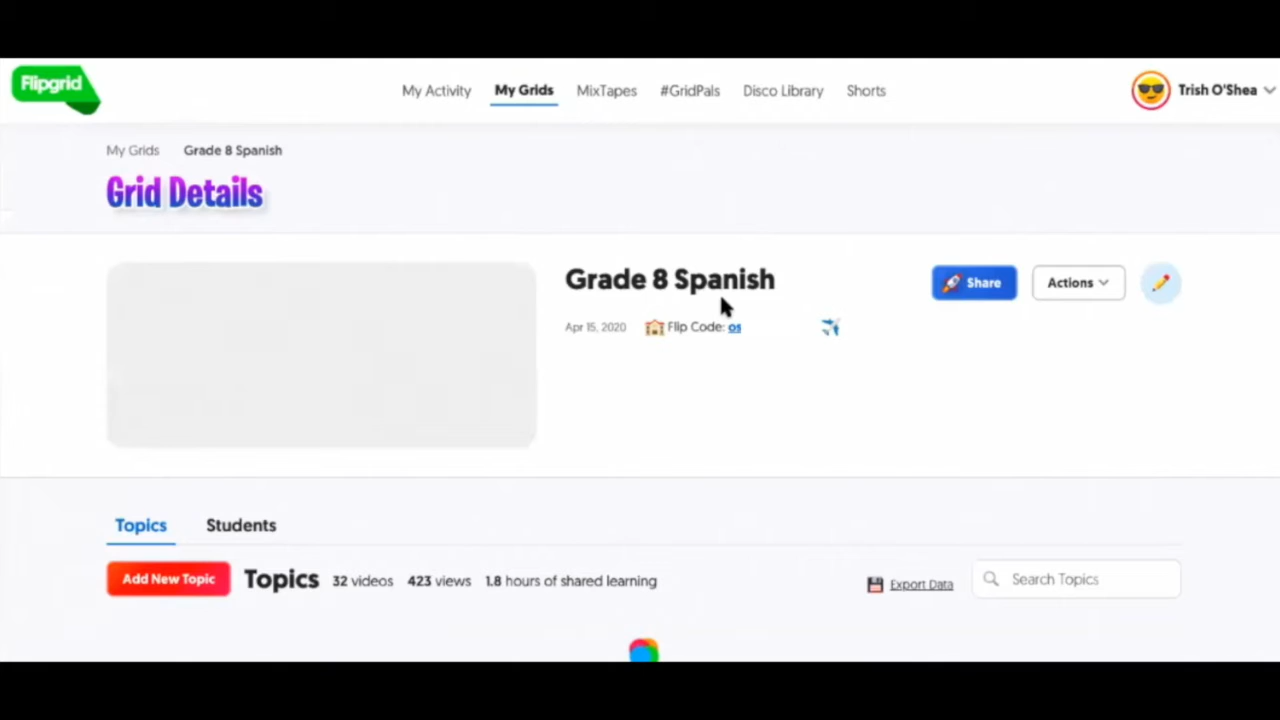 Flipgrid
My Activity My Grids MixTapes #GridPals Disco Library Shorts Trish O'Shea
My Grids Grade 8 Spanish
Grid Details
Grade 8 Spanish
Share Actions
Apr 15, 2020 Flip Code:
Topics Students
Add New Topic Topics 32 videos 423 views 1.8 hours of shared learning Export Data Search Topics